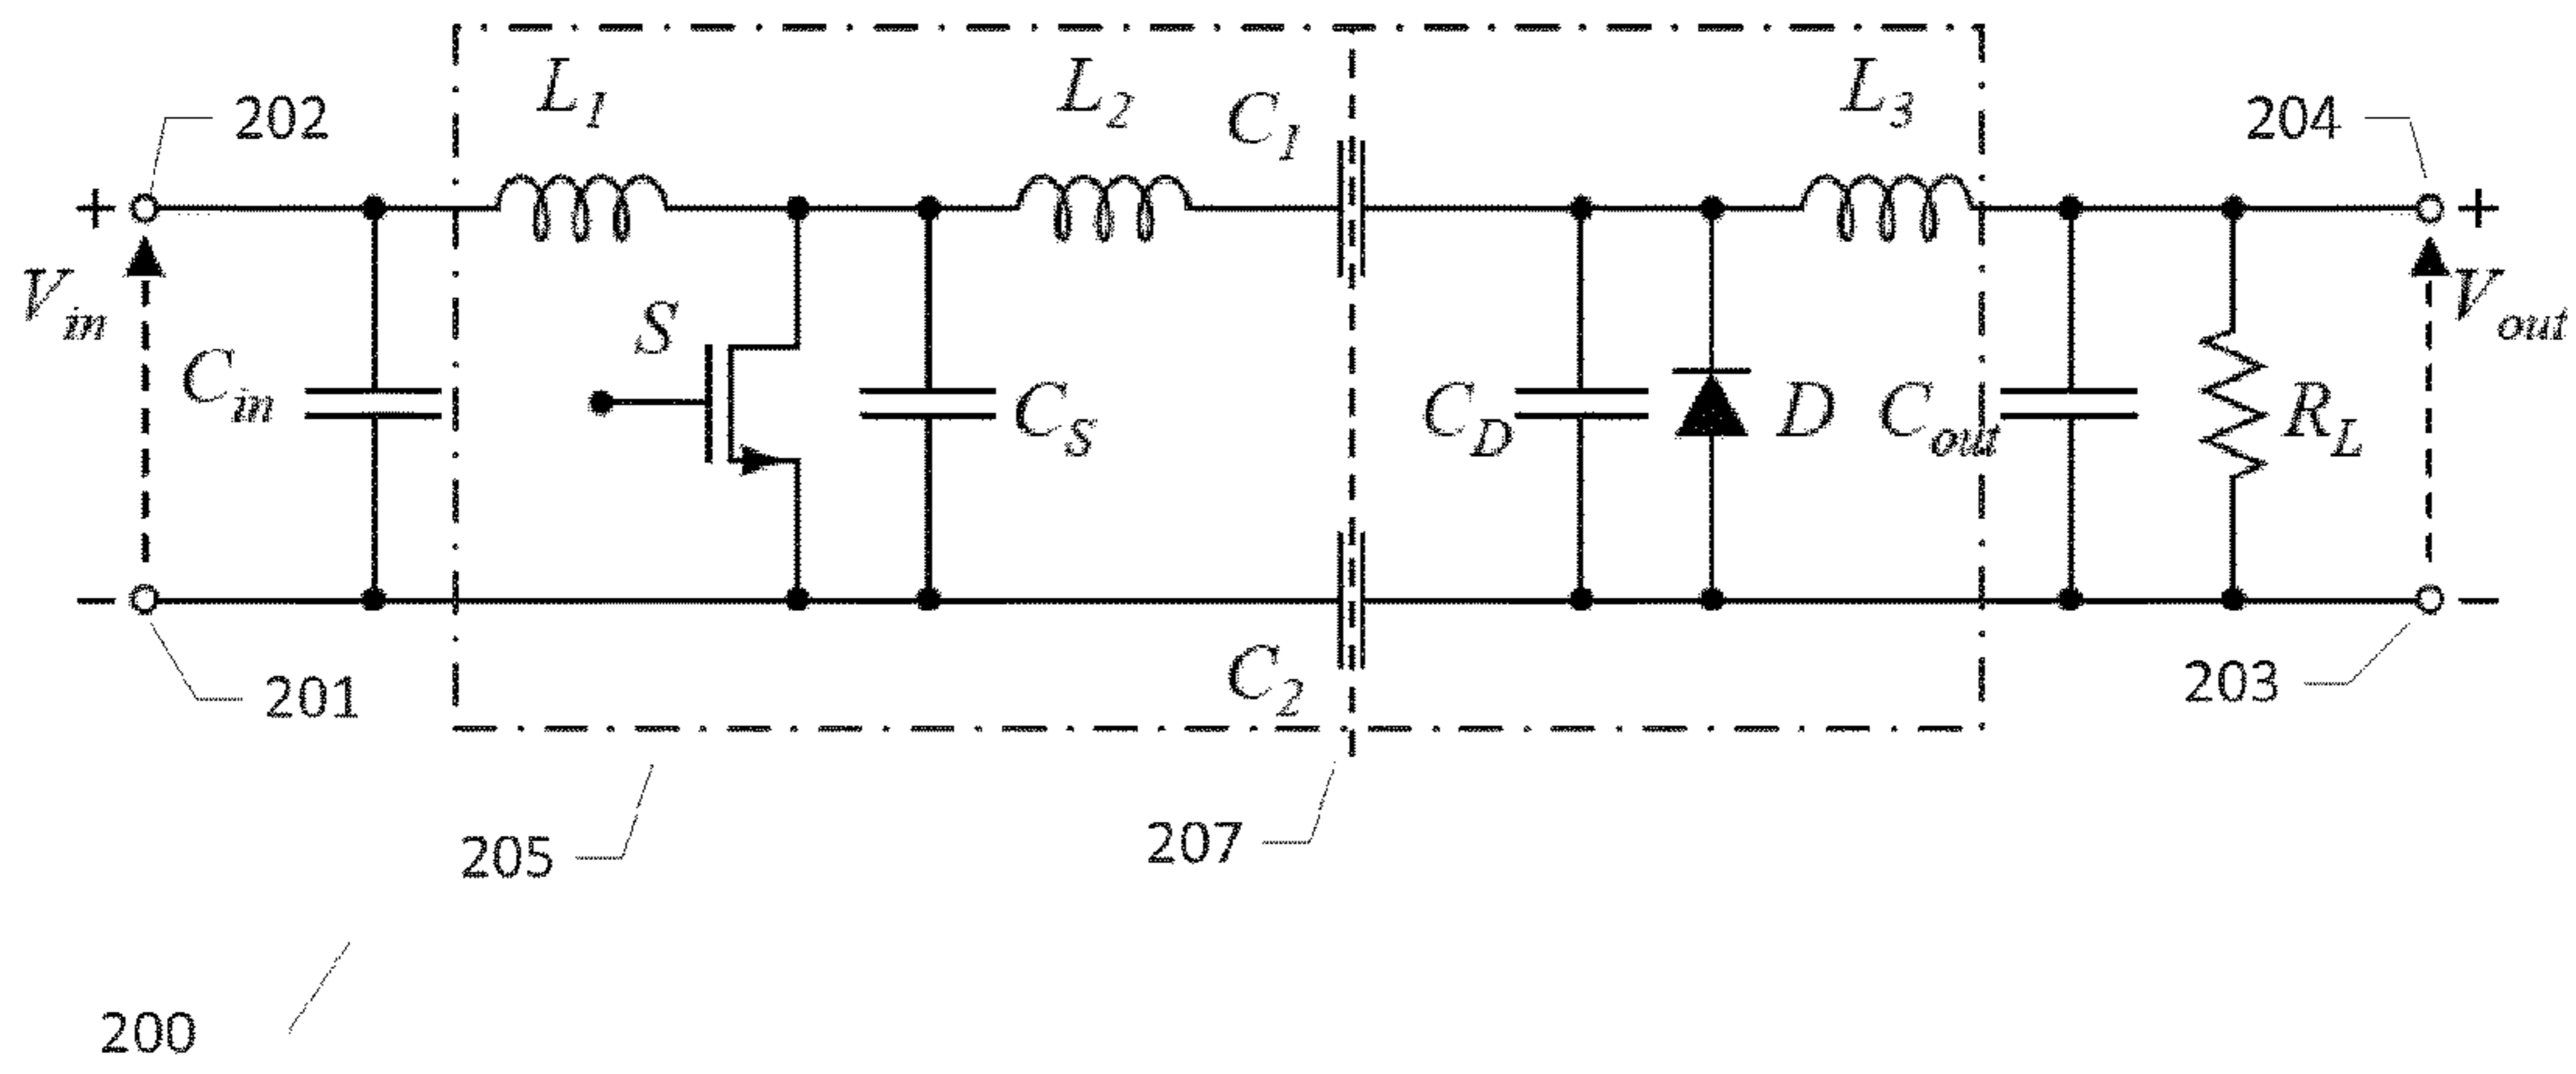 L1 L2 C1 L3
202 204
+ +
Vin S Vout
Cin CS CD D Cout RL
- -
201 C2 203
205 207
200